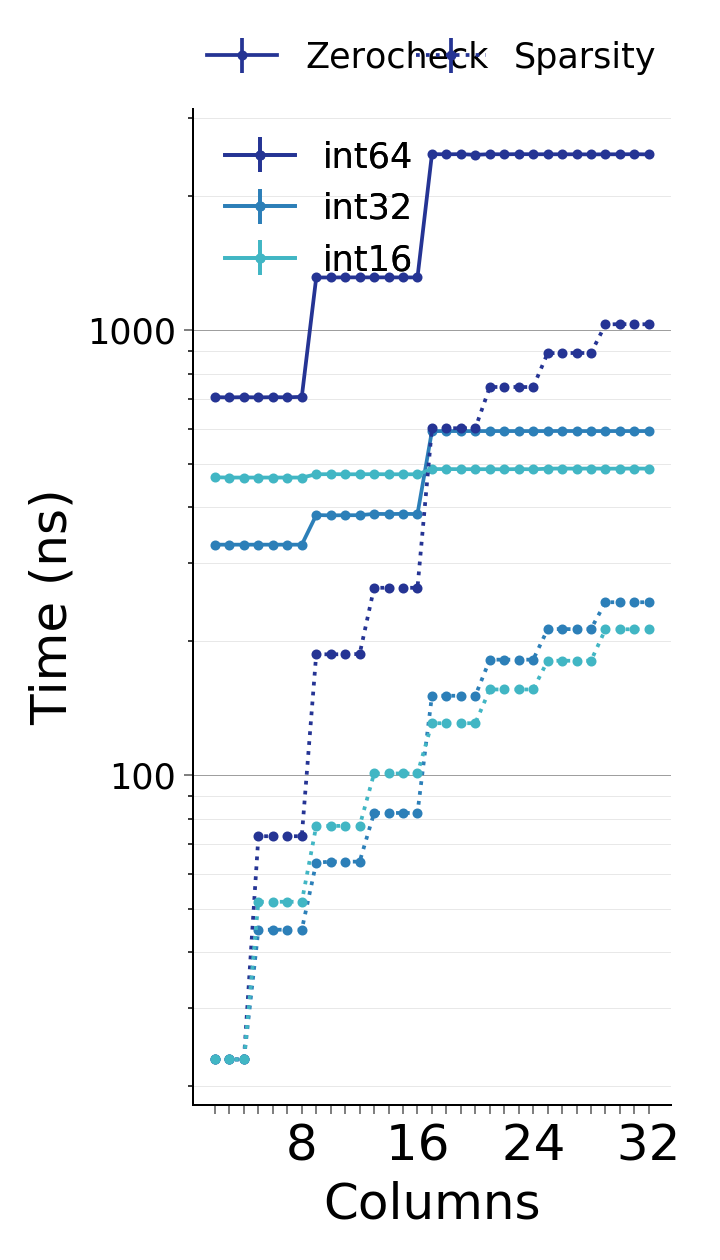 Zerocheck Sparsity
int64
int32
int16
1000
100
Time (ns)
8 16 24 32
Columns